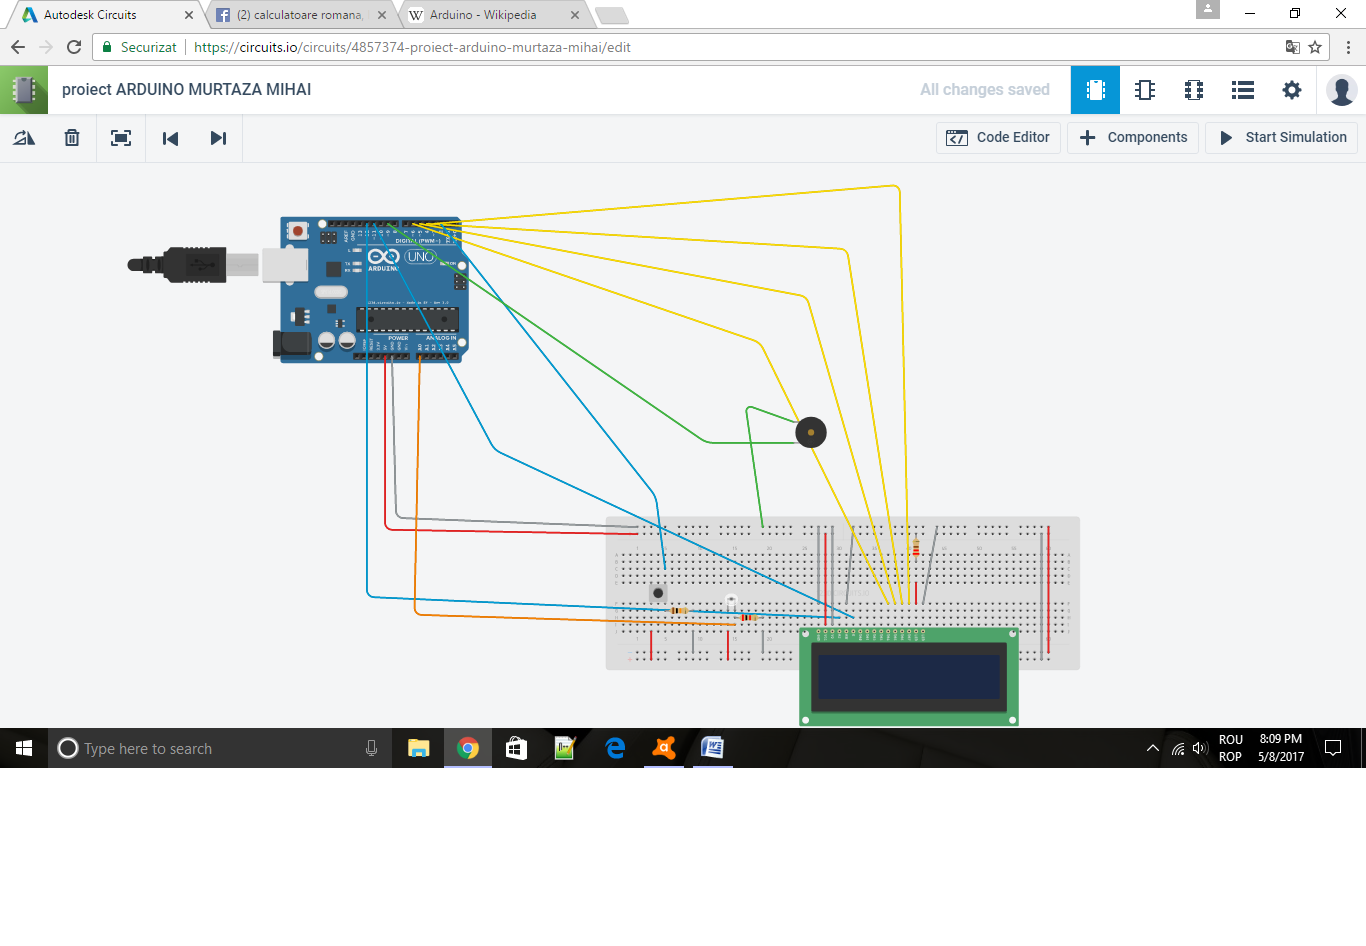 Autodesk Circuits
(2) calculatoare romana,
Arduino - Wikipedia
Securizat
https://circuits.io/circuits/4857374-proiect-arduino-murtaza-mihai/edit
proiect ARDUINO MURTAZA MIHAI
All changes saved
Code Editor
Components
Start Simulation
DIGITAL (PWM~)
UNO
ARDUINO
POWER
ANALOG IN
Type here to search
ROU
ROP
8:09 PM
5/8/2017